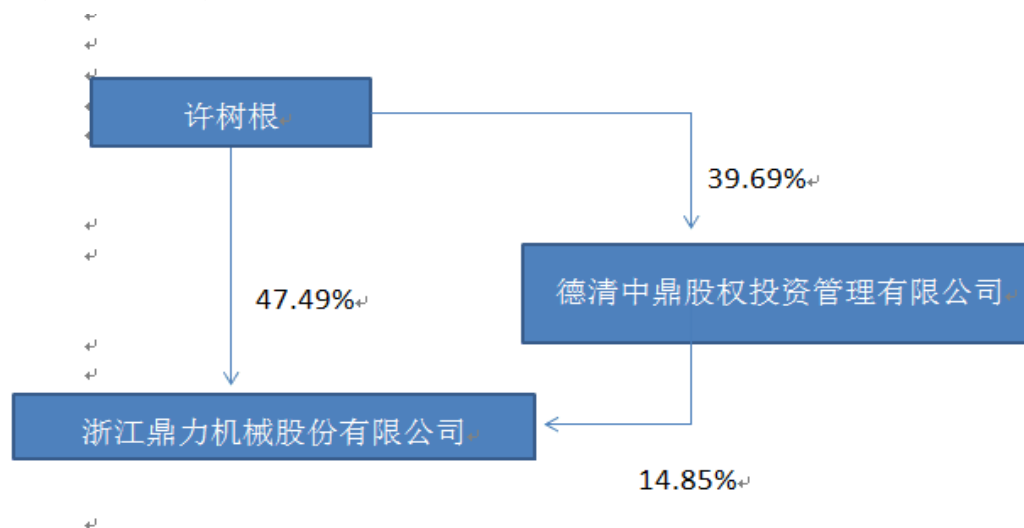 许树根
39.69%
德清中鼎股权投资管理有限公司
47.49%
浙江鼎力机械股份有限公司
14.85%